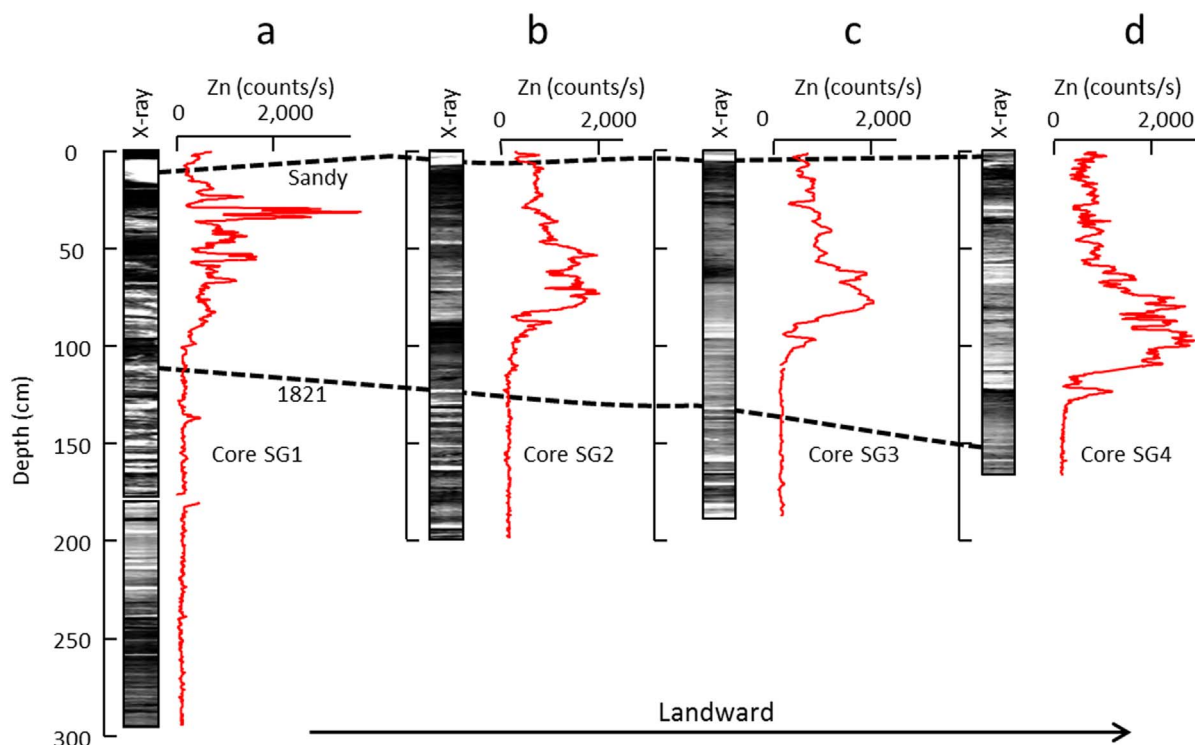 a b c d
Zn (counts/s) Zn (counts/s) Zn (counts/s) Zn (counts/s)
X-ray 0 2,000 X-ray 0 2,000 X-ray 0 2,000 X-ray 0 2,000
0
Sandy
50
100
1821
Depth (cm)
150
Core SG1 Core SG2 Core SG3 Core SG4
200
250
Landward
300